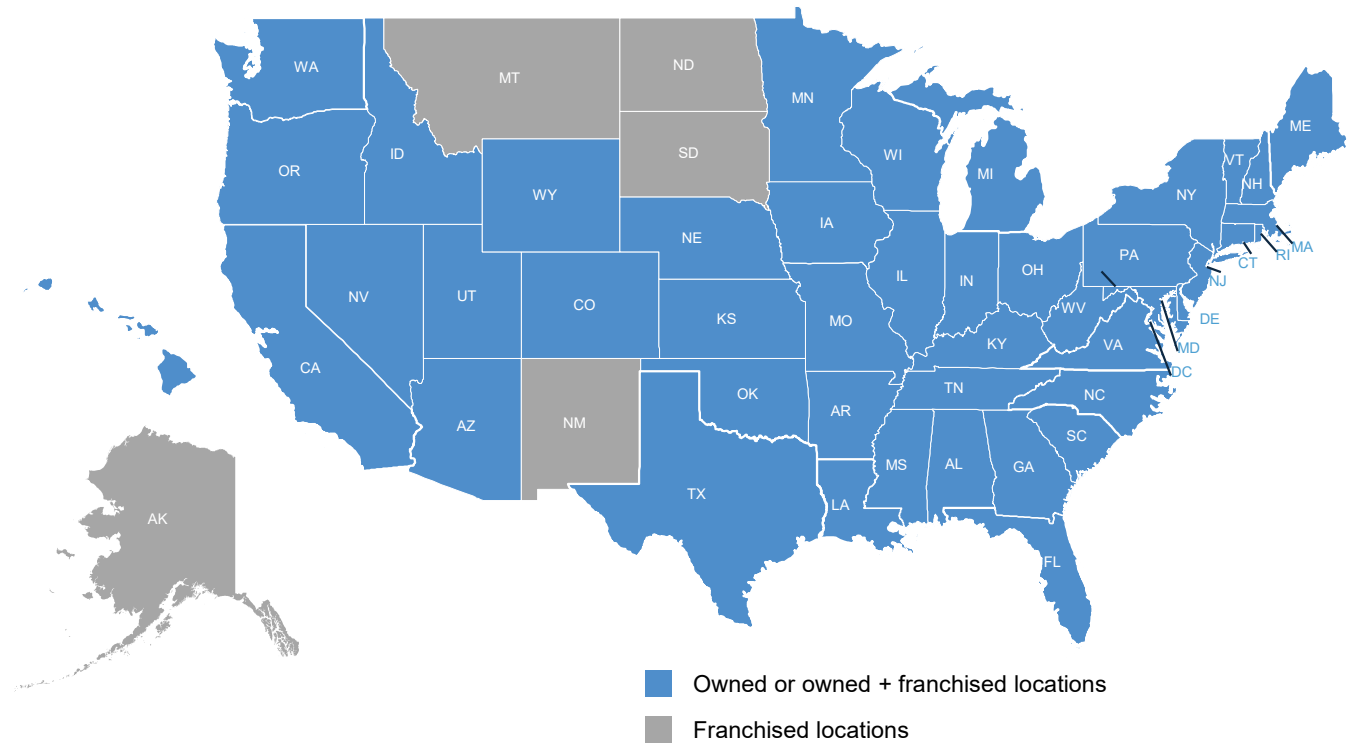 WA
MT
ND
MN
ME
OR
ID
SD
WI
MI
VT
NH
NY
WY
IA
NE
PA
MA
RI
CT
NJ
NV
UT
CO
IL
IN
OH
KS
MO
WV
DE
KY
VA
MD
CA
DC
OK
TN
NC
AZ
NM
AR
SC
MS
AL
GA
TX
LA
AK
FL
Owned or owned + franchised locations
Franchised locations